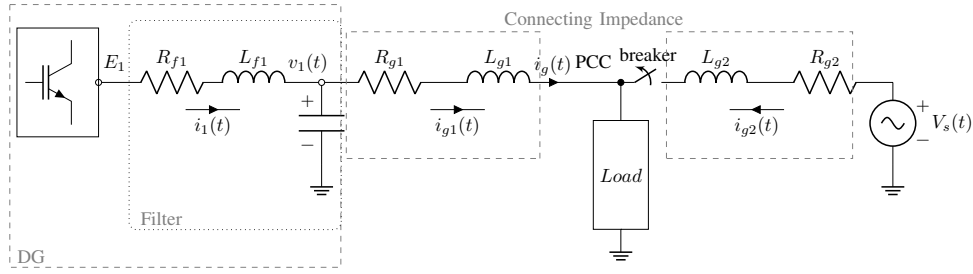 Connecting Impedance
E1 Rf1 Lf1 v1(t) Rg1 Lg1 ig(t) PCC breaker Lg2 Rg2
+
i1(t) ig1(t) ig2(t)
−
+
Vs(t)
−
Load
Filter
DG